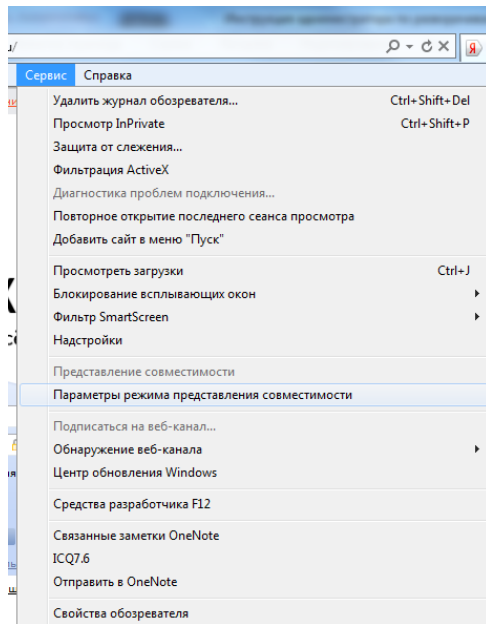 u/
Сервис Справка
Удалить журнал обозревателя... Ctrl+Shift+Del
Просмотр InPrivate Ctrl+Shift+P
Защита от слежения...
Фильтрация ActiveX
Диагностика проблем подключения...
Повторное открытие последнего сеанса просмотра
Добавить сайт в меню "Пуск"
Просмотреть загрузки Ctrl+J
Блокирование всплывающих окон
Фильтр SmartScreen
Надстройки
Представление совместимости
Параметры режима представления совместимости
Подписаться на веб-канал...
Обнаружение веб-канала
Центр обновления Windows
Средства разработчика F12
Связанные заметки OneNote
ICQ7.6
Отправить в OneNote
Свойства обозревателя